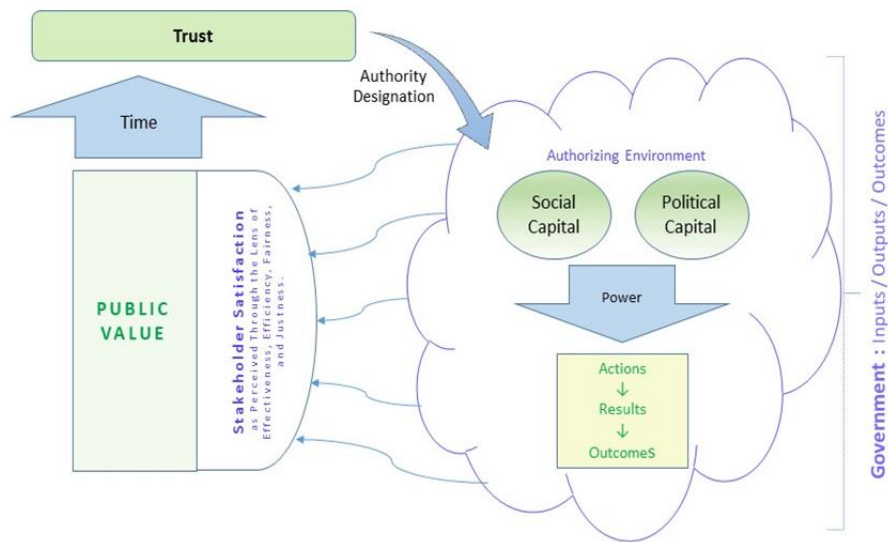 Trust
Authority
Designation
Time
Authorizing Environment
Social
Capital
Political
Capital
Power
Actions
↓
Results
↓
OutcomeS
PUBLIC
VALUE
Stakeholder Satisfaction
as Perceived Through the Lens of
Effectiveness, Efficiency, Fairness,
and Justness.
Government : Inputs / Outputs / Outcomes